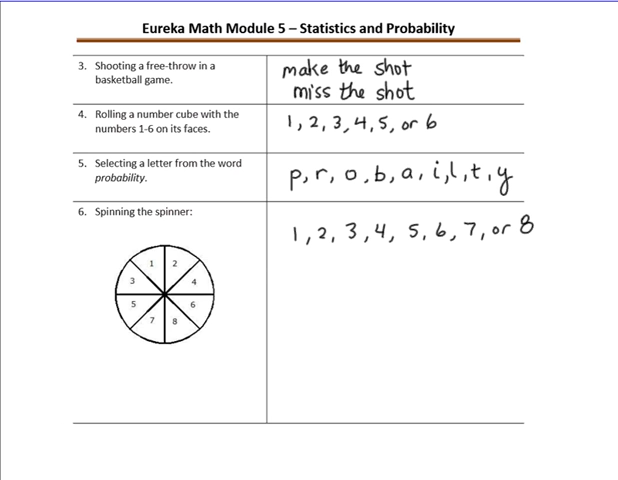 Eureka Math Module 5 – Statistics and Probability
3. Shooting a free-throw in a
basketball game.
make the shot
miss the shot
4. Rolling a number cube with the
numbers 1-6 on its faces.
1, 2, 3, 4, 5, or 6
5. Selecting a letter from the word
probability.
p, r, o, b, a, i, l, t, y
6. Spinning the spinner:
1, 2, 3, 4, 5, 6, 7, or 8
1 2
3 4
5 6
7 8